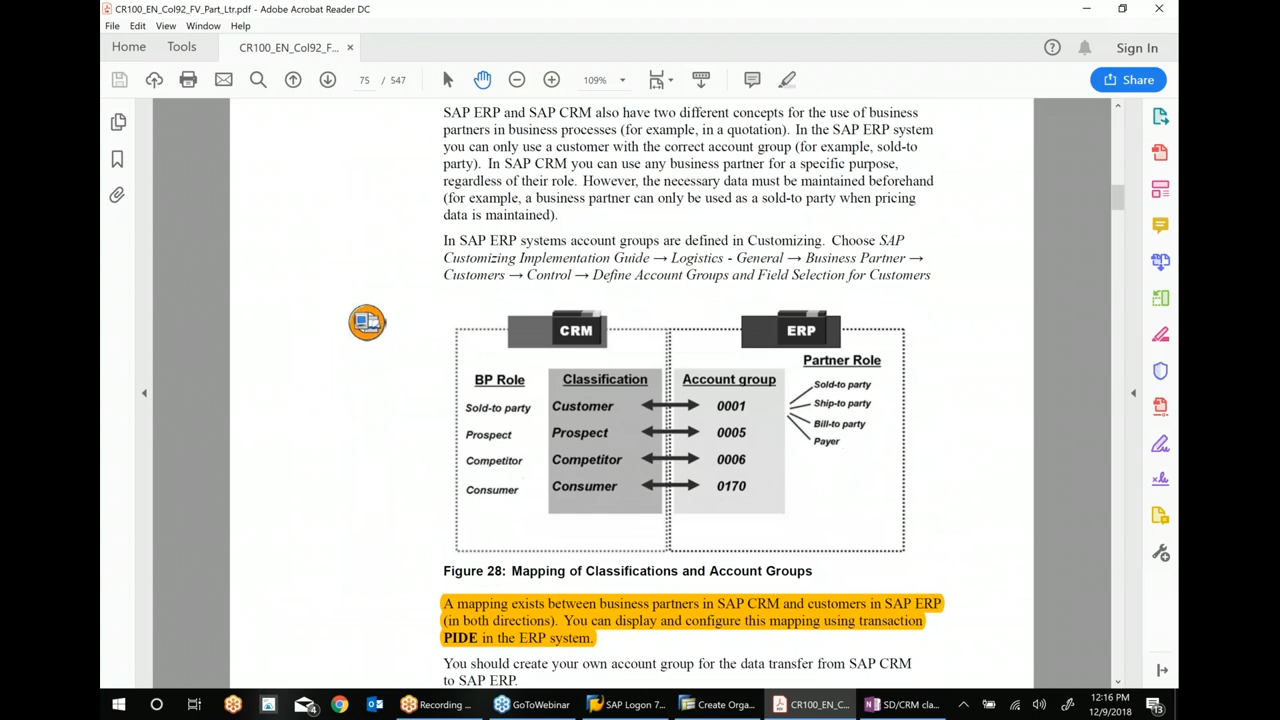 CR100_EN_Col92_FV_Part_Ltr.pdf - Adobe Acrobat Reader DC
File Edit View Window Help
Home Tools CR100_EN_Col92_F... × Sign In
75 / 547 109% Share
SAP ERP and SAP CRM also have two different concepts for the use of business
partners in business processes (for example, in a quotation). In the SAP ERP system
you can only use a customer with the correct account group (for example, sold-to
party). In SAP CRM you can use any business partner for a specific purpose,
regardless of their role. However, the necessary data must be maintained beforehand
(for example, a business partner can only be used as a sold-to party when pricing
data is maintained).
In SAP ERP systems account groups are defined in Customizing. Choose SAP
Customizing Implementation Guide → Logistics - General → Business Partner →
Customers → Control → Define Account Groups and Field Selection for Customers
CRM ERP
Partner Role
BP Role Classification Account group
Sold-to party Customer 0001
Prospect Prospect 0005
Competitor Competitor 0006
Consumer Consumer 0170
Sold-to party
Ship-to party
Bill-to party
Payer
Figure 28: Mapping of Classifications and Account Groups
A mapping exists between business partners in SAP CRM and customers in SAP ERP
(in both directions). You can display and configure this mapping using transaction
PIDE in the ERP system.
You should create your own account group for the data transfer from SAP CRM
to SAP ERP.
4 Recording ... GoToWebinar SAP Logon 7... Create Orga... CR100_EN_C... SD/CRM cla... 12:16 PM
12/9/2018 13